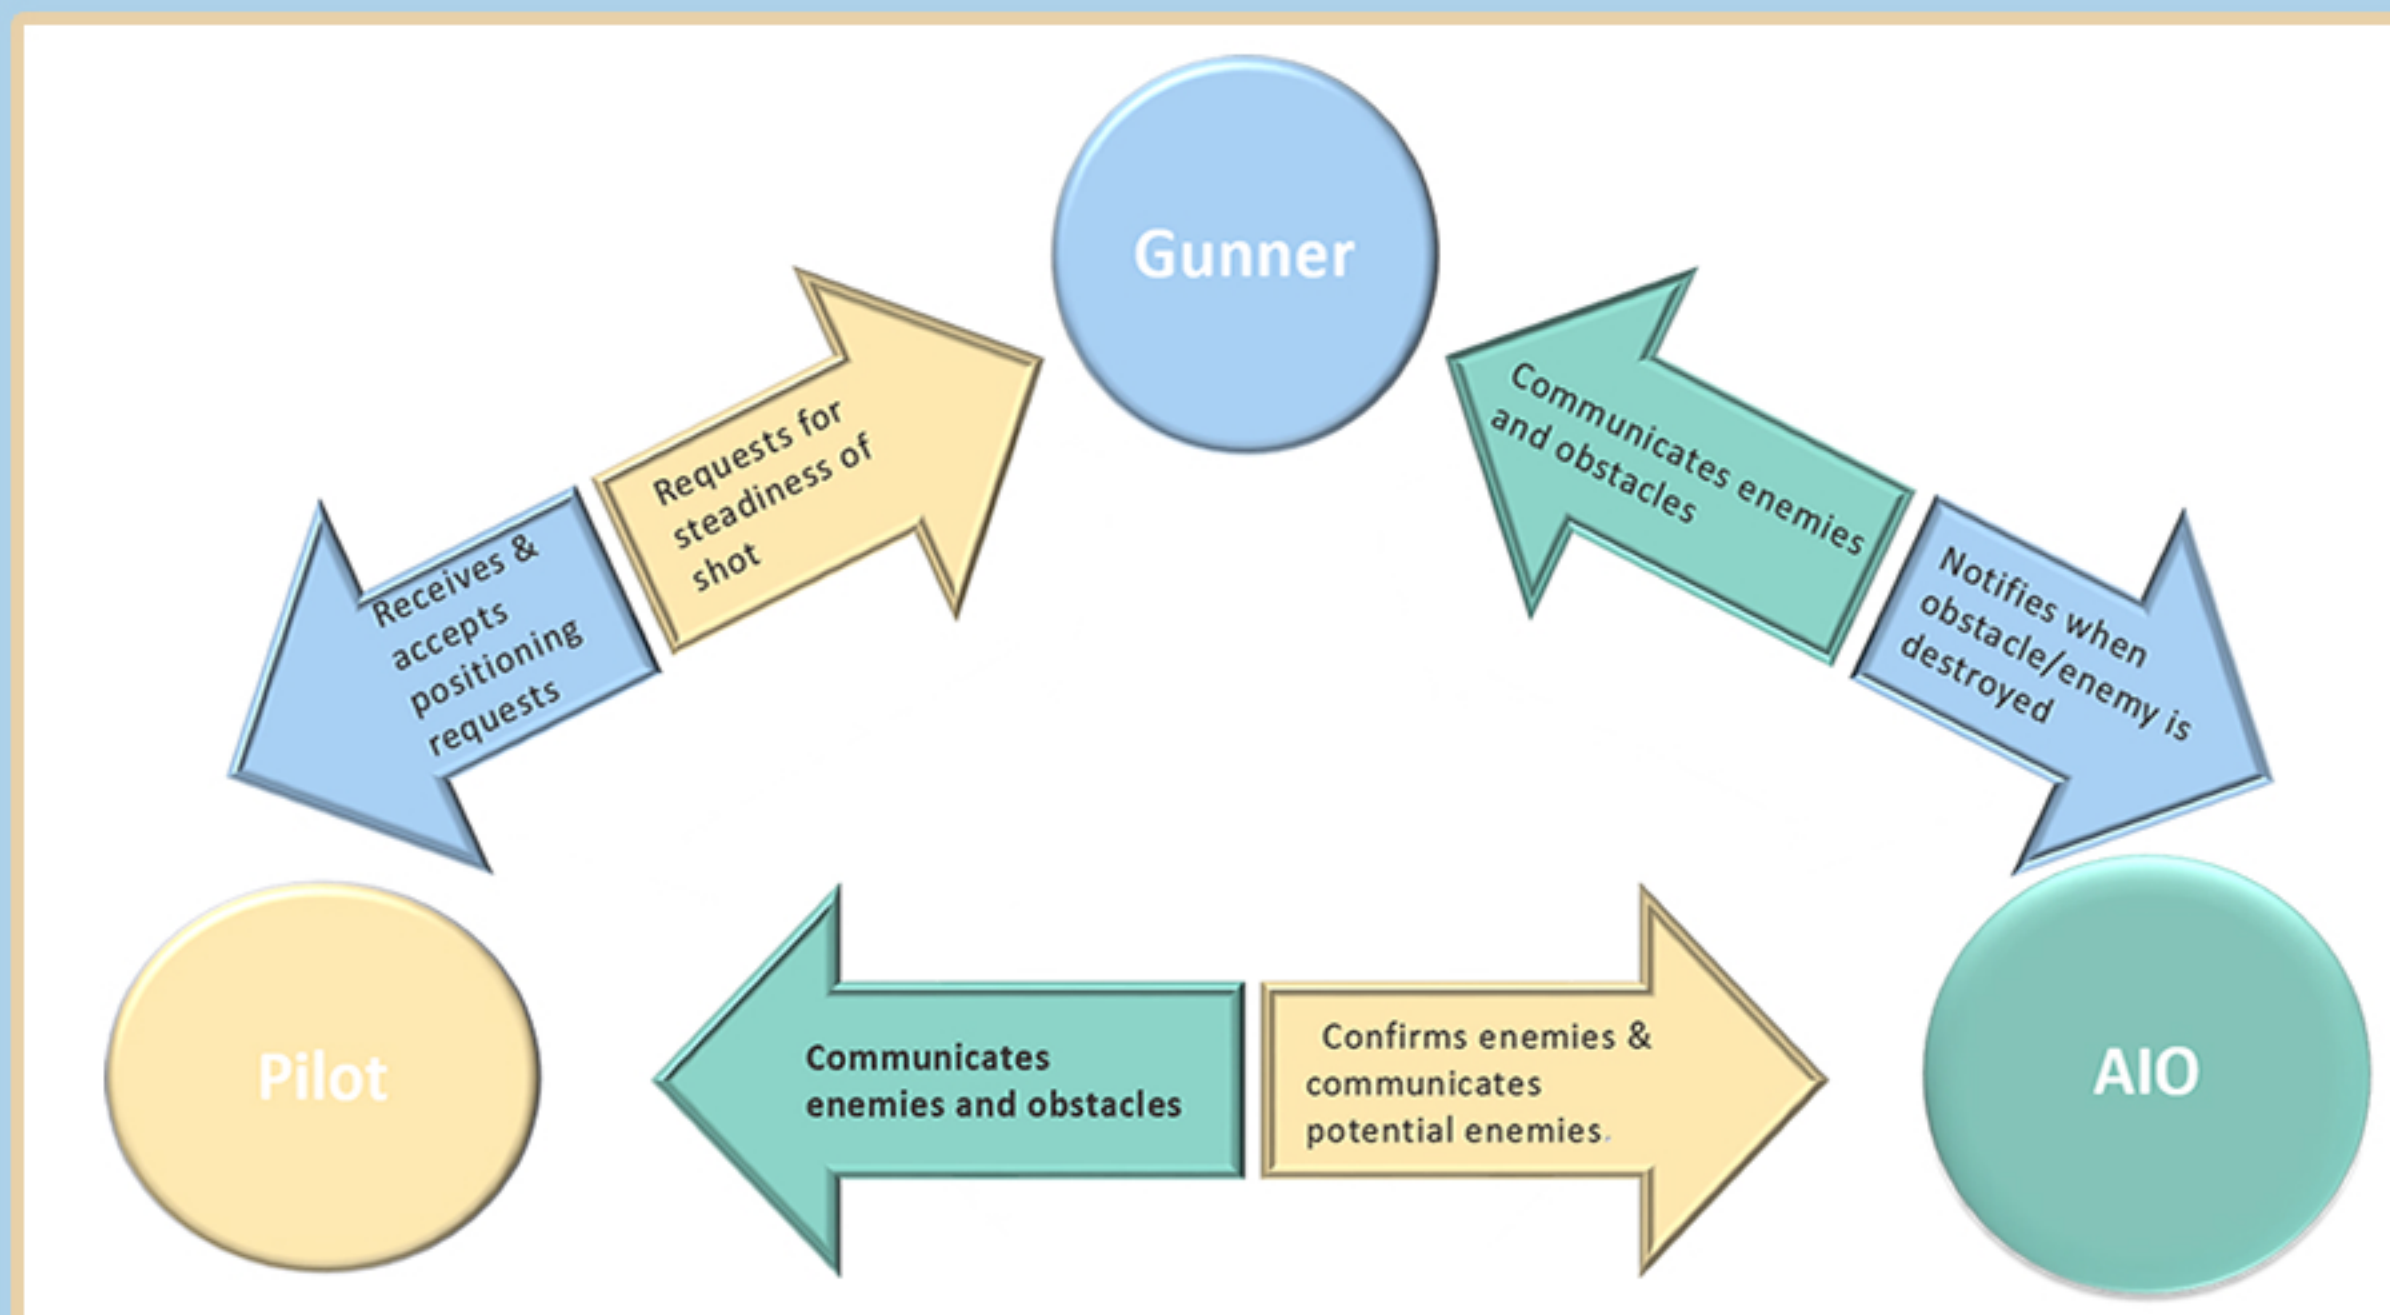 Gunner
Requests for
steadiness of
shot
Receives &
accepts
positioning
requests
Communicates enemies
and obstacles
Notifies when
obstacle/enemy is
destroyed
Pilot
Communicates
enemies and obstacles
Confirms enemies &
communicates
potential enemies.
AIO